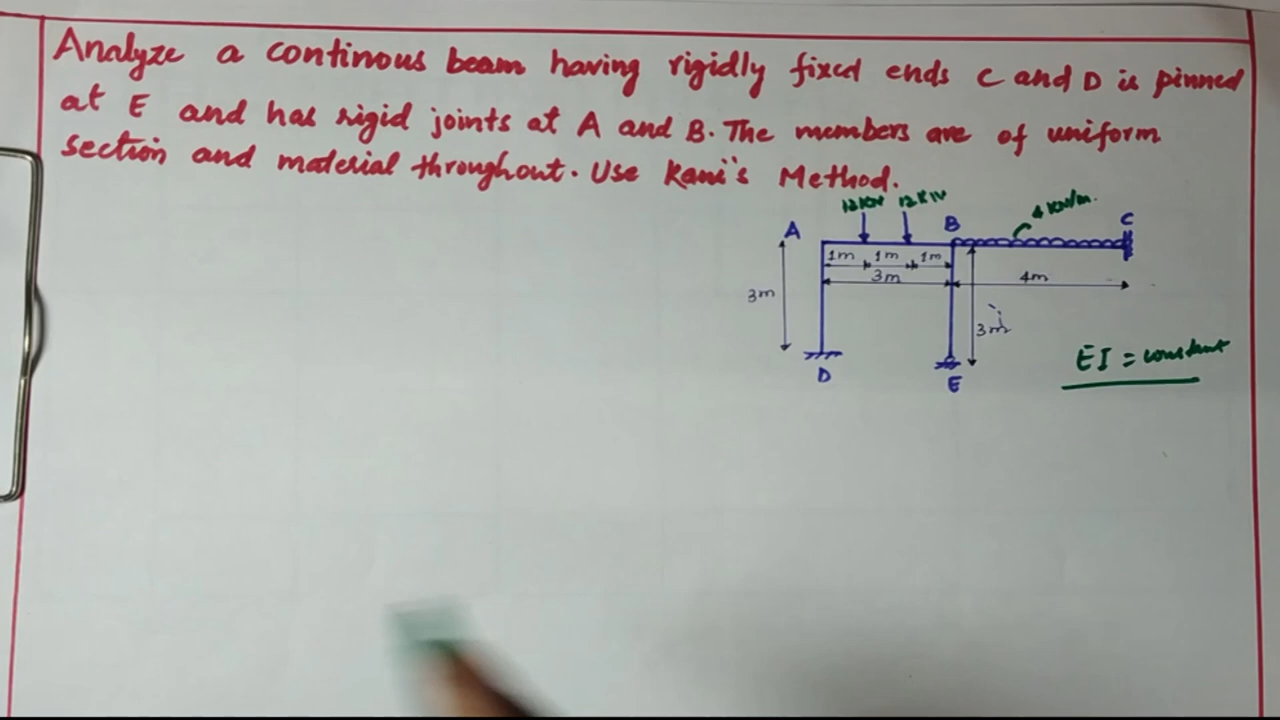 Analyze a continous beam having rigidly fixed ends C and D is pinned
at E and has rigid joints at A and B. The members are of uniform
section and material throughout. Use Kani's Method.
12KN 12KN
4 KN/m.
A B C
1m 1m 1m
3m 4m
3m
3m
D E
EI = constant